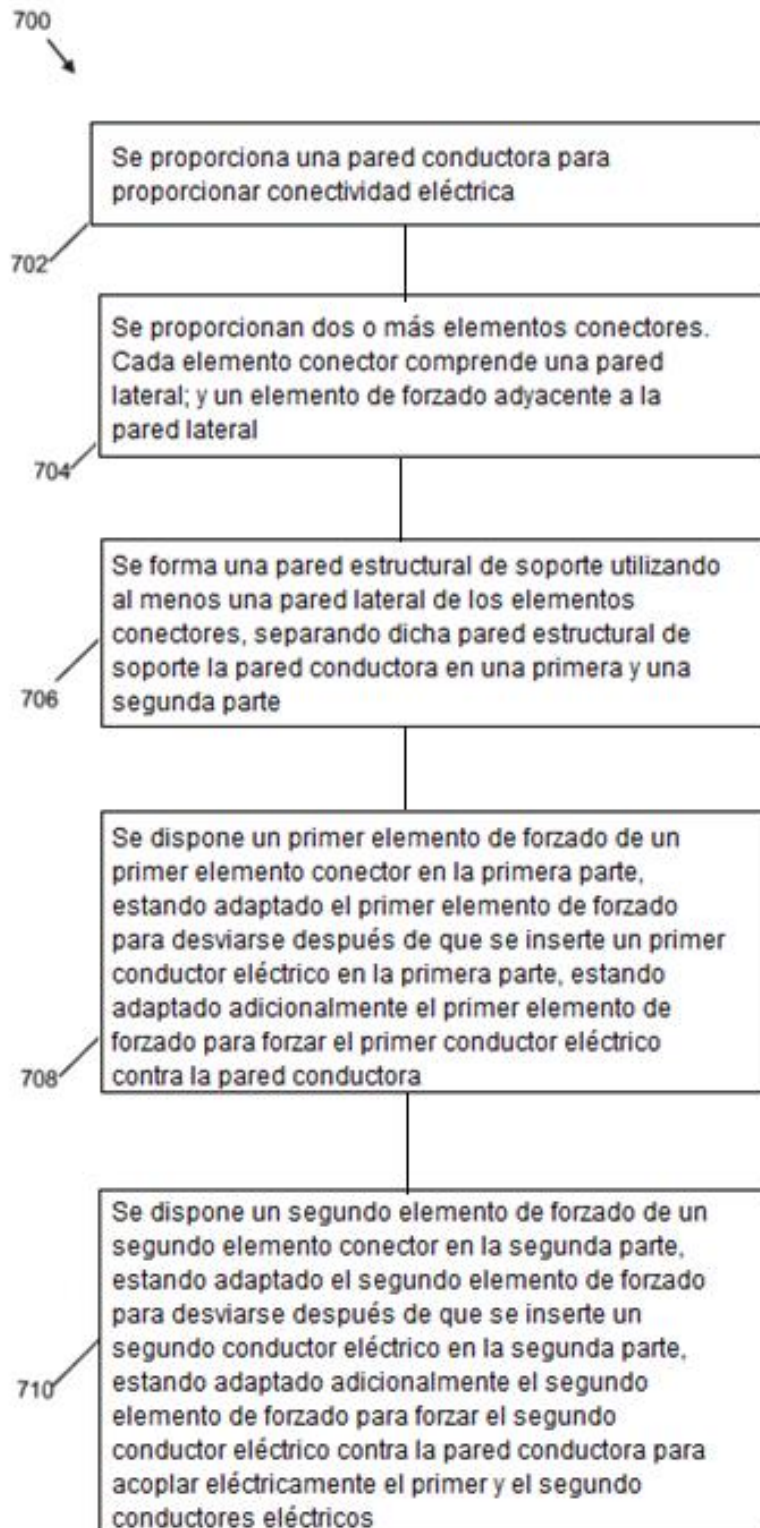 700
Se proporciona una pared conductora para
proporcionar conectividad eléctrica
702
Se proporcionan dos o más elementos conectores.
Cada elemento conector comprende una pared
lateral; y un elemento de forzado adyacente a la
pared lateral
704
Se forma una pared estructural de soporte utilizando
al menos una pared lateral de los elementos
conectores, separando dicha pared estructural de
soporte la pared conductora en una primera y una
segunda parte
706
Se dispone un primer elemento de forzado de un
primer elemento conector en la primera parte,
estando adaptado el primer elemento de forzado
para desviarse después de que se inserte un primer
conductor eléctrico en la primera parte, estando
adaptado adicionalmente el primer elemento de
forzado para forzar el primer conductor eléctrico
contra la pared conductora
708
Se dispone un segundo elemento de forzado de un
segundo elemento conector en la segunda parte,
estando adaptado el segundo elemento de forzado
para desviarse después de que se inserte un
segundo conductor eléctrico en la segunda parte,
estando adaptado adicionalmente el segundo
elemento de forzado para forzar el segundo
conductor eléctrico contra la pared conductora para
acoplar eléctricamente el primer y el segundo
conductores eléctricos
710